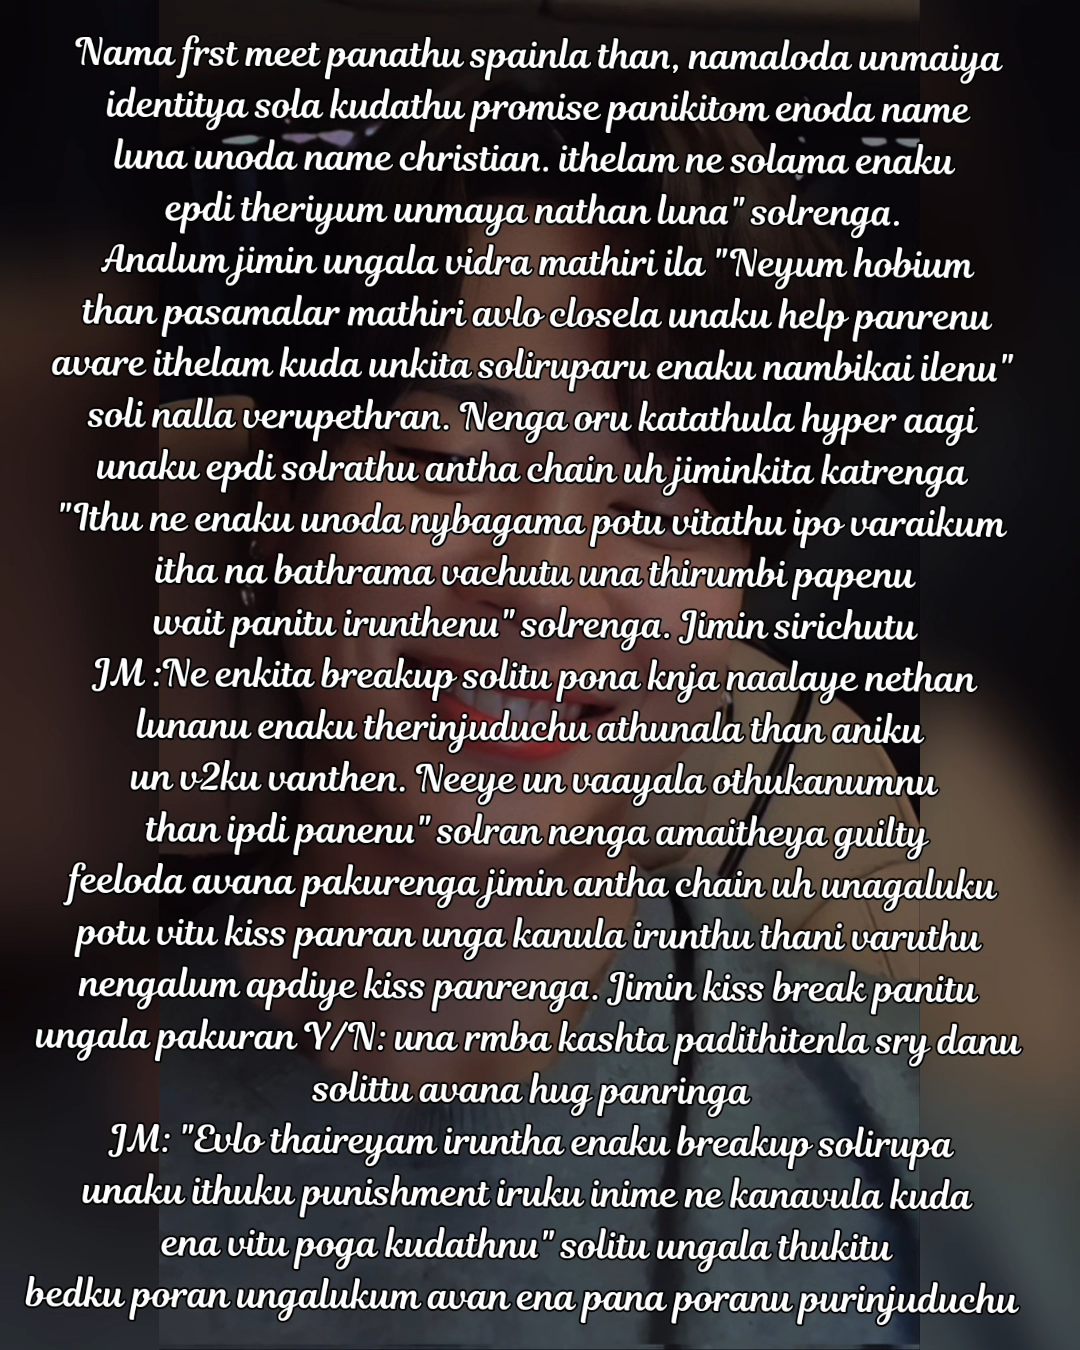 Nama frst meet panathu spainla than, namaloda unmaiya
identitya sola kudathu promise panikitom enoda name
luna unoda name christian. ithelam ne solama enaku
epdi theriyum unmaya nathan luna" solrenga.
Analum jimin ungala vidra mathiri ila "Neyum hobium
than pasamalar mathiri avlo closela unaku help panrenu
avare ithelam kuda unkita soliruparu enaku nambikai ilenu"
soli nalla verupethran. Nenga oru katathula hyper aagi
unaku epdi solrathu antha chain uh jiminkita katrenga
"Ithu ne enaku unoda nybagama potu vitathu ipo varaikum
itha na bathrama vachutu una thirumbi papenu
wait panitu irunthenu" solrenga. Jimin sirichutu
JM :Ne enkita breakup solitu pona knja naalaye nethan
lunanu enaku therinjuduchu athunala than aniku
un v2ku vanthen. Neeye un vaayala othukanumnu
than ipdi panenu" solran nenga amaitheya guilty
feeloda avana pakurenga jimin antha chain uh unagaluku
potu vitu kiss panran unga kanula irunthu thani varuthu
nengalum apdiye kiss panrenga. Jimin kiss break panitu
ungala pakuran Y/N: una rmba kashta padithitenla sry danu
solittu avana hug panringa
JM: "Evlo thaireyam iruntha enaku breakup solirupa
unaku ithuku punishment iruku inime ne kanavula kuda
ena vitu poga kudathnu" solitu ungala thukitu
bedku poran ungalukum avan ena pana poranu purinjuduchu